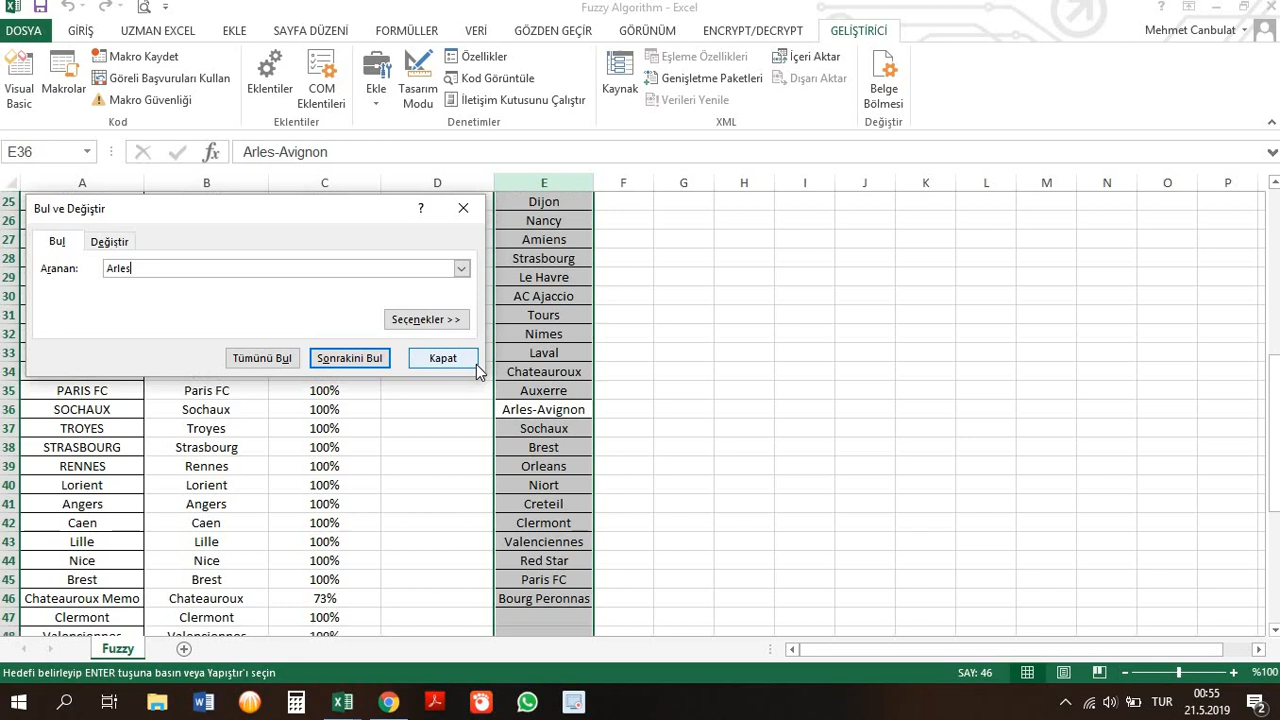 Fuzzy Algorithm - Excel
DOSYA GİRİŞ UZMAN EXCEL EKLE SAYFA DÜZENİ FORMÜLLER VERİ GÖZDEN GEÇİR GÖRÜNÜM ENCRYPT/DECRYPT GELİŞTİRİCİ Mehmet Canbulat
Visual Basic
Makrolar
Makro Kaydet
Göreli Başvuruları Kullan
Makro Güvenliği
Kod
Eklentiler
COM Eklentileri
Eklentiler
Ekle
Tasarım Modu
Özellikler
Kod Görüntüle
İletişim Kutusunu Çalıştır
Denetimler
Kaynak
Eşleme Özellikleri
Genişletme Paketleri
Verileri Yenile
İçeri Aktar
Dışarı Aktar
XML
Belge Bölmesi
Değiştir
E36 fx Arles-Avignon
A B C D E F G H I J K L M N O P
Bul ve Değiştir ?
Bul Değiştir
Aranan: Arles
Seçenekler >>
Tümünü Bul Sonrakini Bul Kapat
25 Dijon
26 Nancy
27 Amiens
28 Strasbourg
29 Le Havre
30 AC Ajaccio
31 Tours
32 Nimes
33 Laval
34 Chateauroux
35 PARIS FC Paris FC 100% Auxerre
36 SOCHAUX Sochaux 100% Arles-Avignon
37 TROYES Troyes 100% Sochaux
38 STRASBOURG Strasbourg 100% Brest
39 RENNES Rennes 100% Orleans
40 Lorient Lorient 100% Niort
41 Angers Angers 100% Creteil
42 Caen Caen 100% Clermont
43 Lille Lille 100% Valenciennes
44 Nice Nice 100% Red Star
45 Brest Brest 100% Paris FC
46 Chateauroux Memo Chateauroux 73% Bourg Peronnas
47 Clermont Clermont 100%
48 Valenciennes Valenciennes 100%
Fuzzy
Hedefi belirleyip ENTER tuşuna basın veya Yapıştır'ı seçin SAY: 46 %100
TUR 00:55
21.5.2019 2